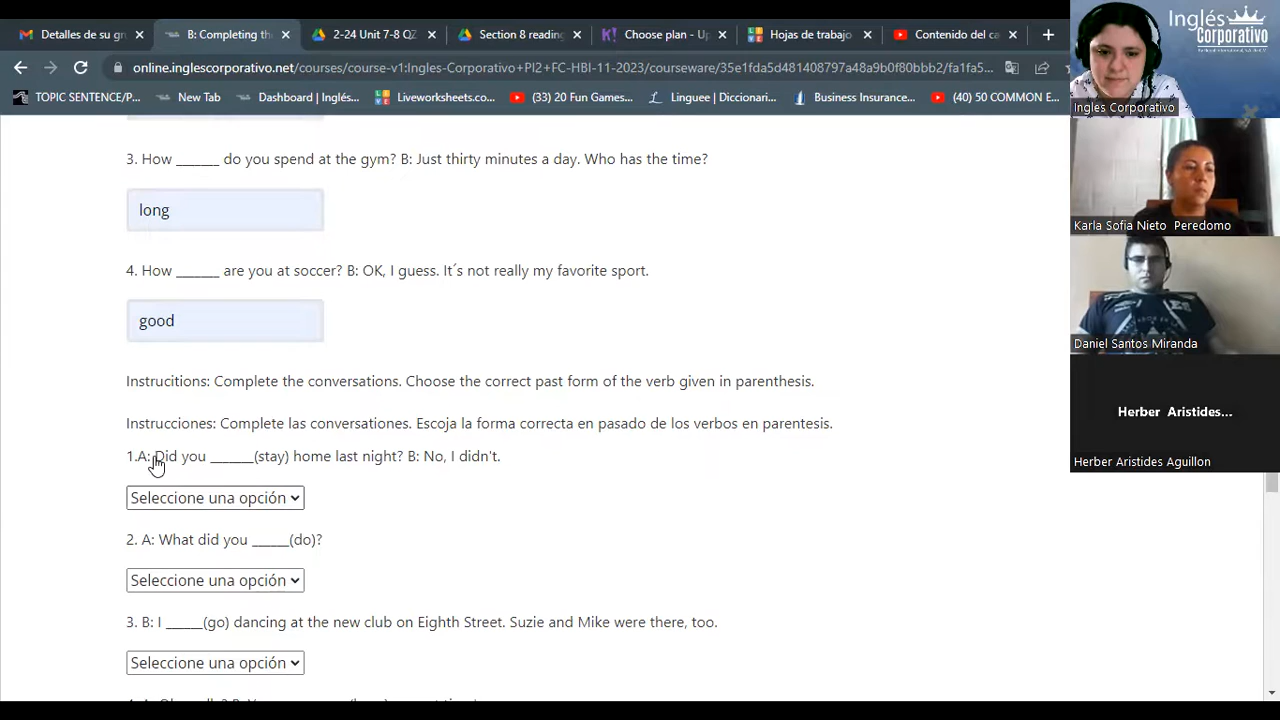 Detalles de su gr
B: Completing th
2-24 Unit 7-8 QZ
Section 8 reading
Choose plan - Up
Hojas de trabajo
Contenido del ca
online.inglescorporativo.net/courses/course-v
s-Corporativo+PI2+FC-HBI-11-2023/courseware/35e1fda5d481408797a48a9b0f80bbb2/fa1fa5...
TOPIC SENTENCE/P...
New Tab
Dashboard | Inglés...
Liveworksheets.co...
(33) 20 Fun Games...
Linguee | Diccionari...
Business Insurance...
(40) 50 COMMON E...
3. How _______ do you spend at the gym? B: Just thirty minutes a day. Who has the time?
long
4. How _______ are you at soccer? B: OK, I guess. It´s not really my favorite sport.
good
Instrucitions: Complete the conversations. Choose the correct past form of the verb given in parenthesis.
Instrucciones: Complete las conversationes. Escoja la forma correcta en pasado de los verbos en parentesis.
1.A: Did you _______(stay) home last night? B: No, I didn't.
Seleccione una opción
2. A: What did you ______(do)?
Seleccione una opción
3. B: I ______(go) dancing at the new club on Eighth Street. Suzie and Mike were there, too.
Seleccione una opción
Inglés
Corporativo
Ingles Corporativo
Karla Sofia Nieto Peredomo
Daniel Santos Miranda
Herber Aristides...
Herber Aristides Aguillon